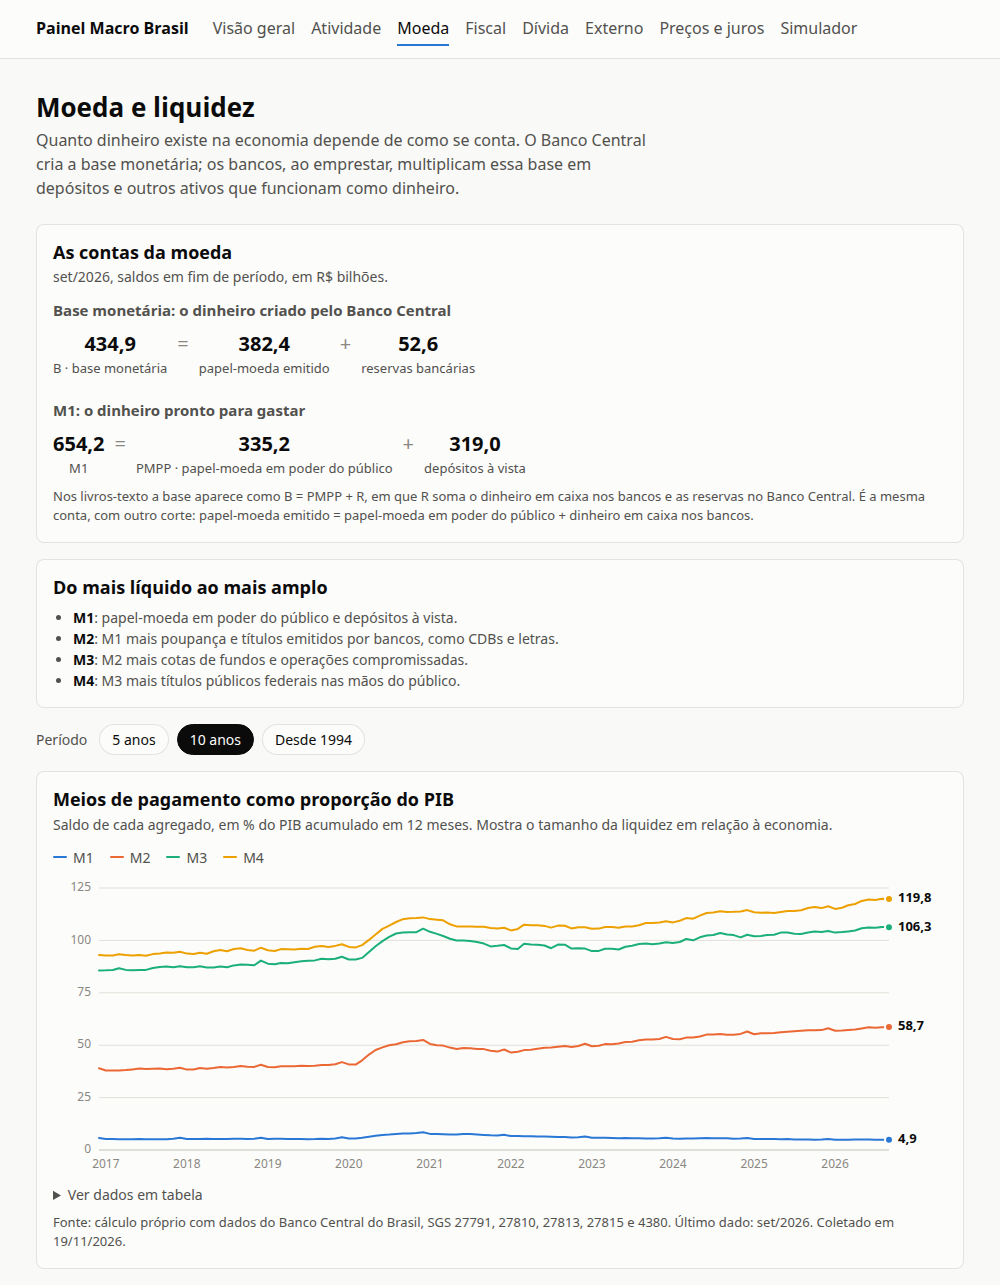 Painel Macro Brasil Visão geral Atividade Moeda Fiscal Dívida Externo Preços e juros Simulador
Moeda e liquidez
Quanto dinheiro existe na economia depende de como se conta. O Banco Central
cria a base monetária; os bancos, ao emprestar, multiplicam essa base em
depósitos e outros ativos que funcionam como dinheiro.
As contas da moeda
set/2026, saldos em fim de período, em R$ bilhões.
Base monetária: o dinheiro criado pelo Banco Central
434,9 = 382,4 + 52,6
B · base monetária papel-moeda emitido reservas bancárias
M1: o dinheiro pronto para gastar
654,2 = 335,2 + 319,0
M1 PMPP · papel-moeda em poder do público depósitos à vista
Nos livros-texto a base aparece como B = PMPP + R, em que R soma o dinheiro em caixa nos bancos e as reservas no Banco Central. É a mesma
conta, com outro corte: papel-moeda emitido = papel-moeda em poder do público + dinheiro em caixa nos bancos.
Do mais líquido ao mais amplo
• M1: papel-moeda em poder do público e depósitos à vista.
• M2: M1 mais poupança e títulos emitidos por bancos, como CDBs e letras.
• M3: M2 mais cotas de fundos e operações compromissadas.
• M4: M3 mais títulos públicos federais nas mãos do público.
Período 5 anos 10 anos Desde 1994
Meios de pagamento como proporção do PIB
Saldo de cada agregado, em % do PIB acumulado em 12 meses. Mostra o tamanho da liquidez em relação à economia.
M1 M2 M3 M4
125
119,8
106,3
100
75
58,7
50
25
4,9
0
2017 2018 2019 2020 2021 2022 2023 2024 2025 2026
▶ Ver dados em tabela
Fonte: cálculo próprio com dados do Banco Central do Brasil, SGS 27791, 27810, 27813, 27815 e 4380. Último dado: set/2026. Coletado em
19/11/2026.